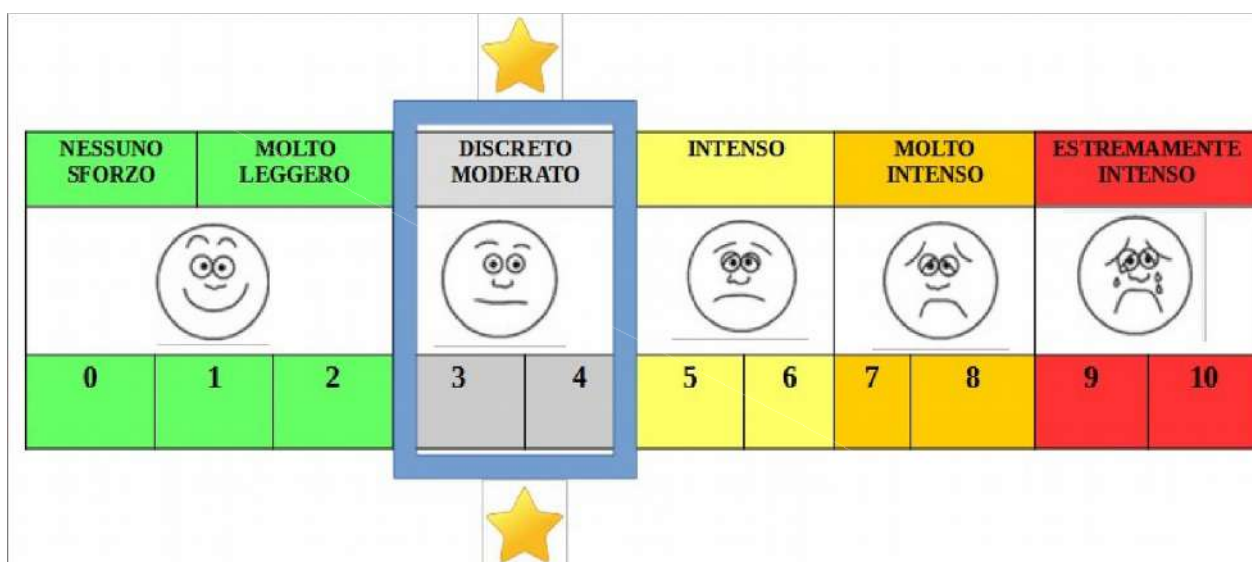 NESSUNO
SFORZO
MOLTO
LEGGERO
DISCRETO
MODERATO
INTENSO
MOLTO
INTENSO
ESTREMAMENTE
INTENSO
0 1 2 3 4 5 6 7 8 9 10